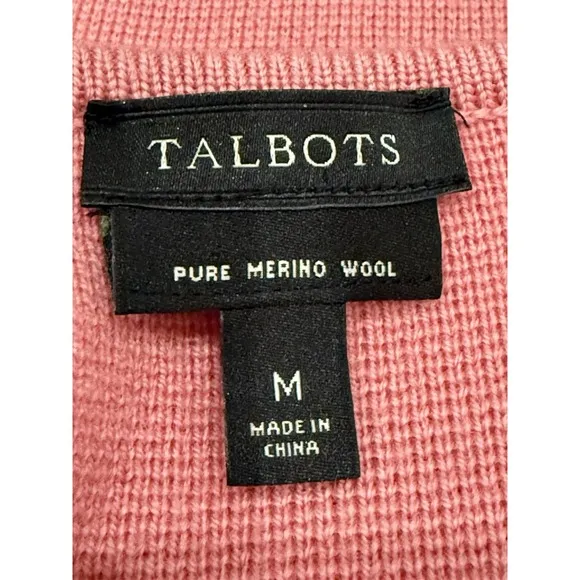 TALBOTS
PURE MERINO WOOL
M
MADE IN
CHINA